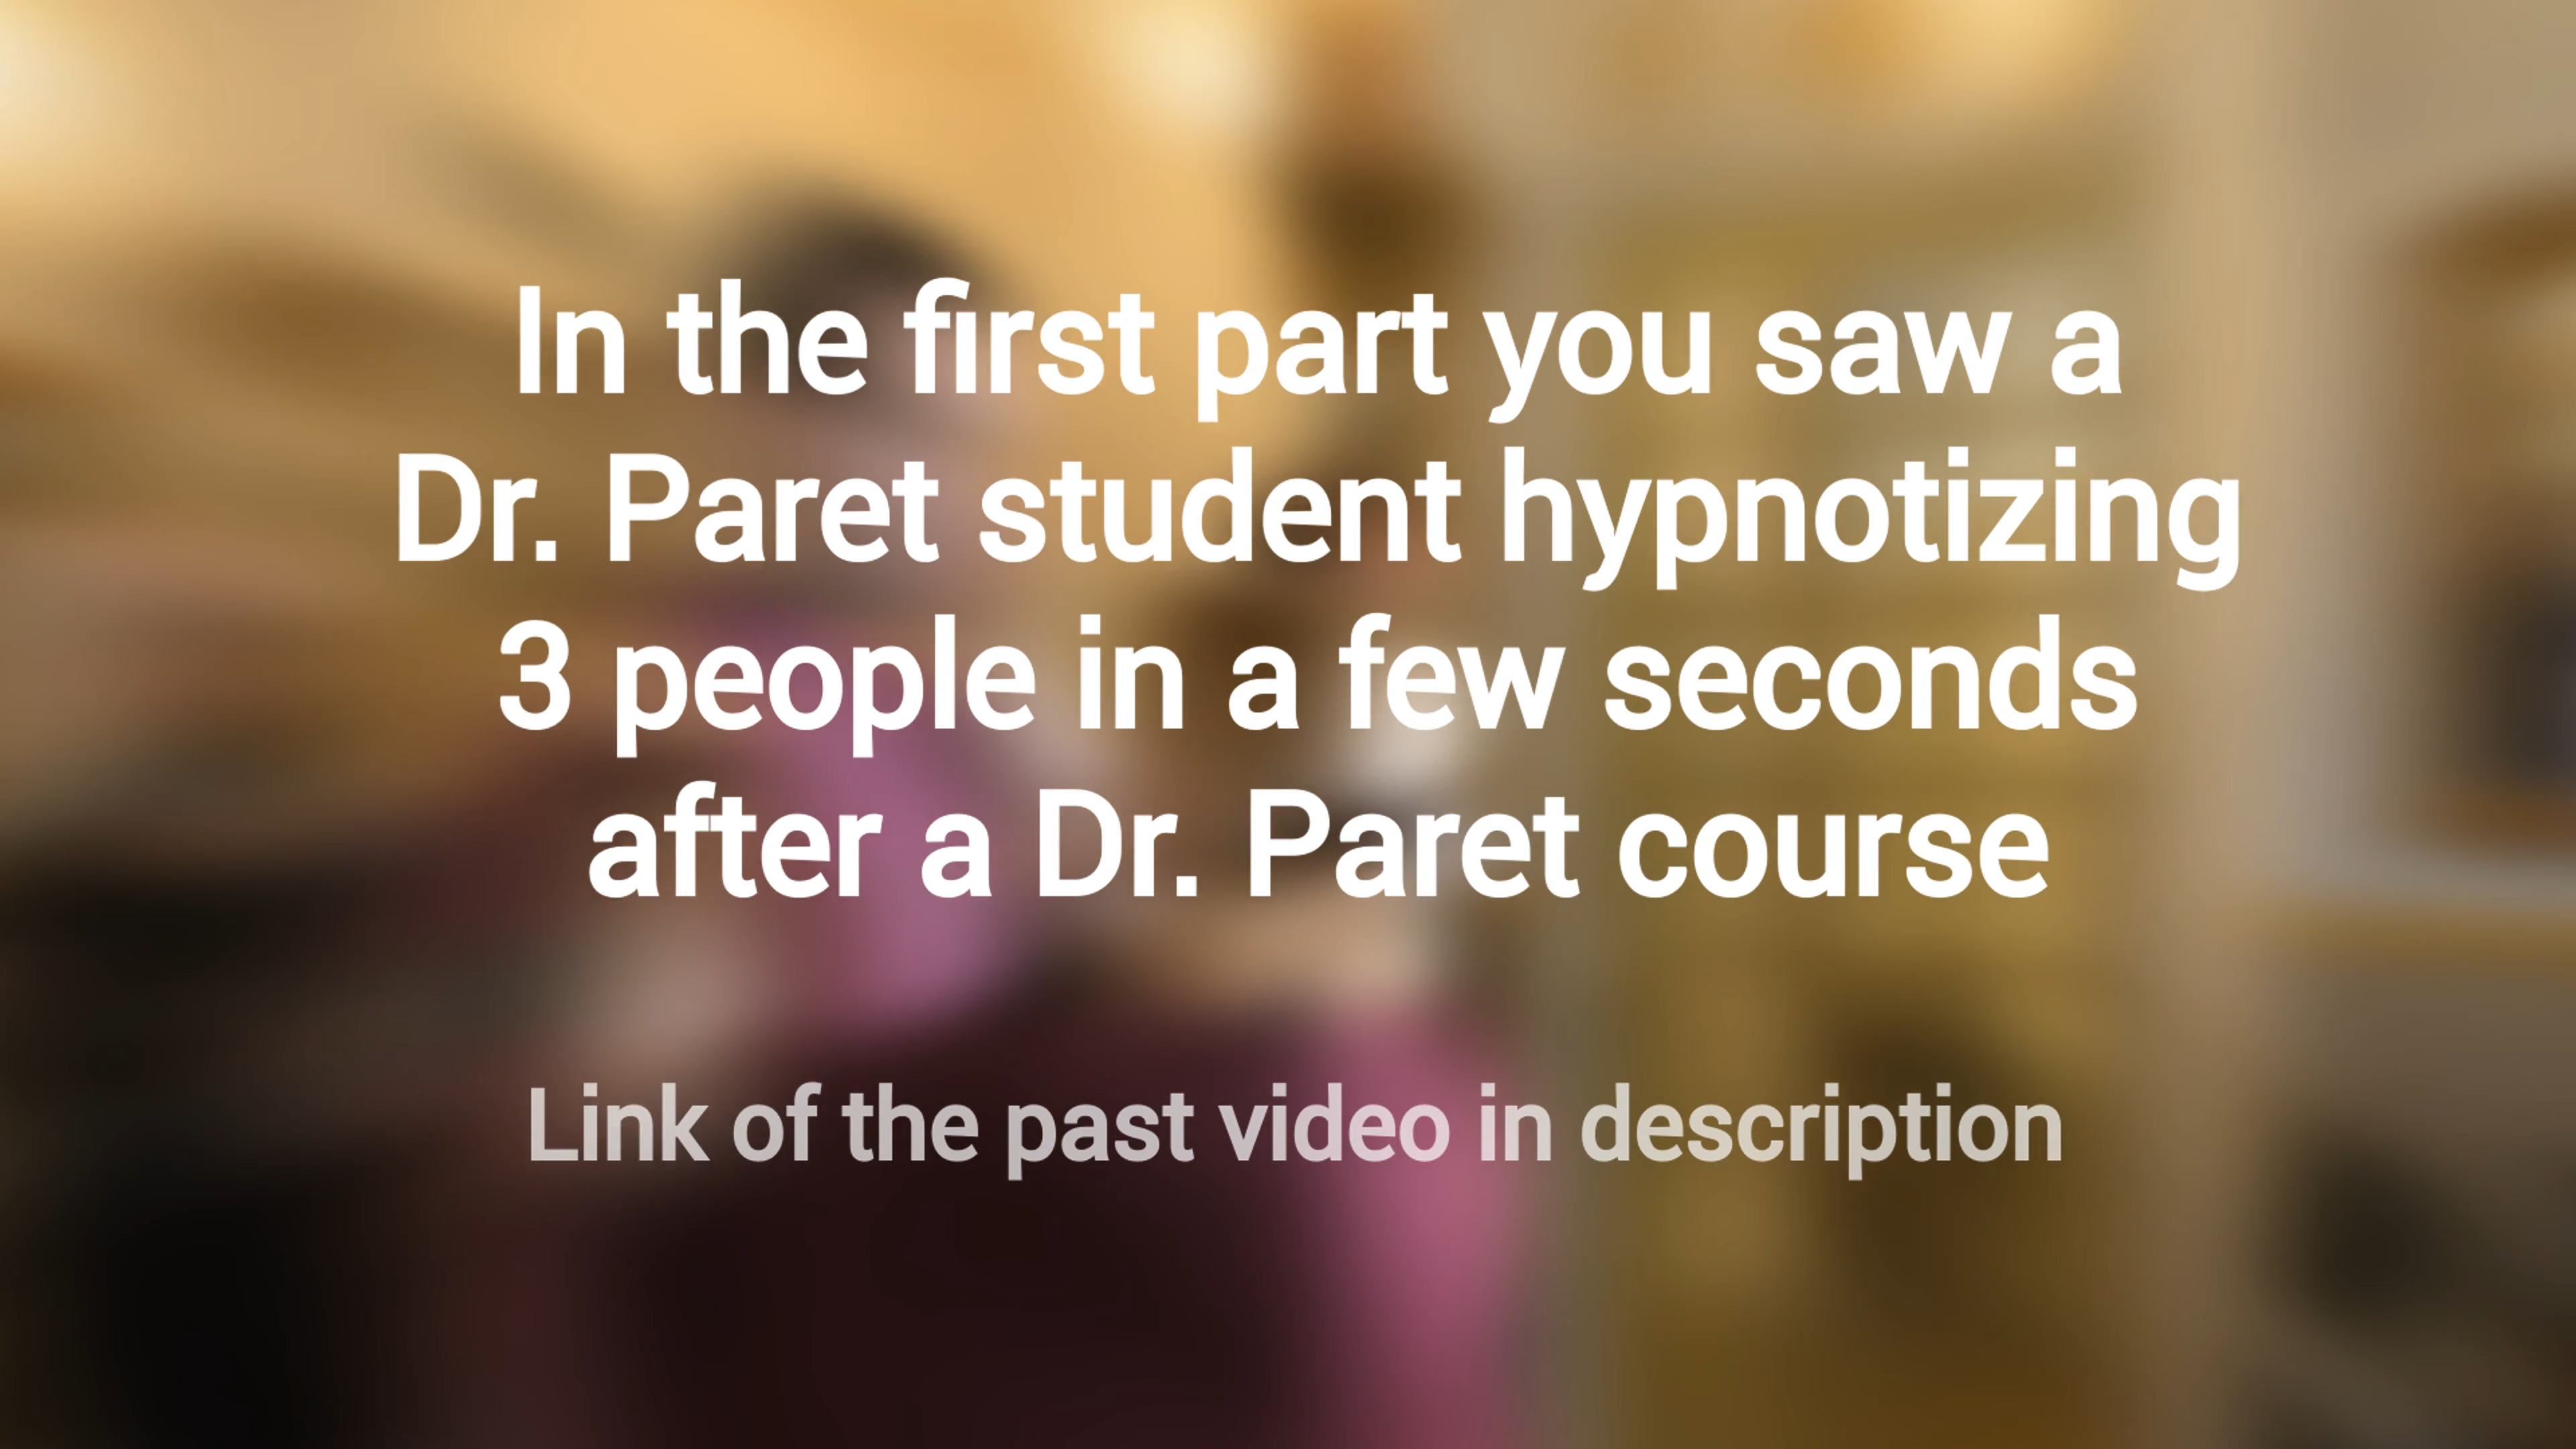 In the first part you saw a
Dr. Paret student hypnotizing
3 people in a few seconds
after a Dr. Paret course
Link of the past video in description